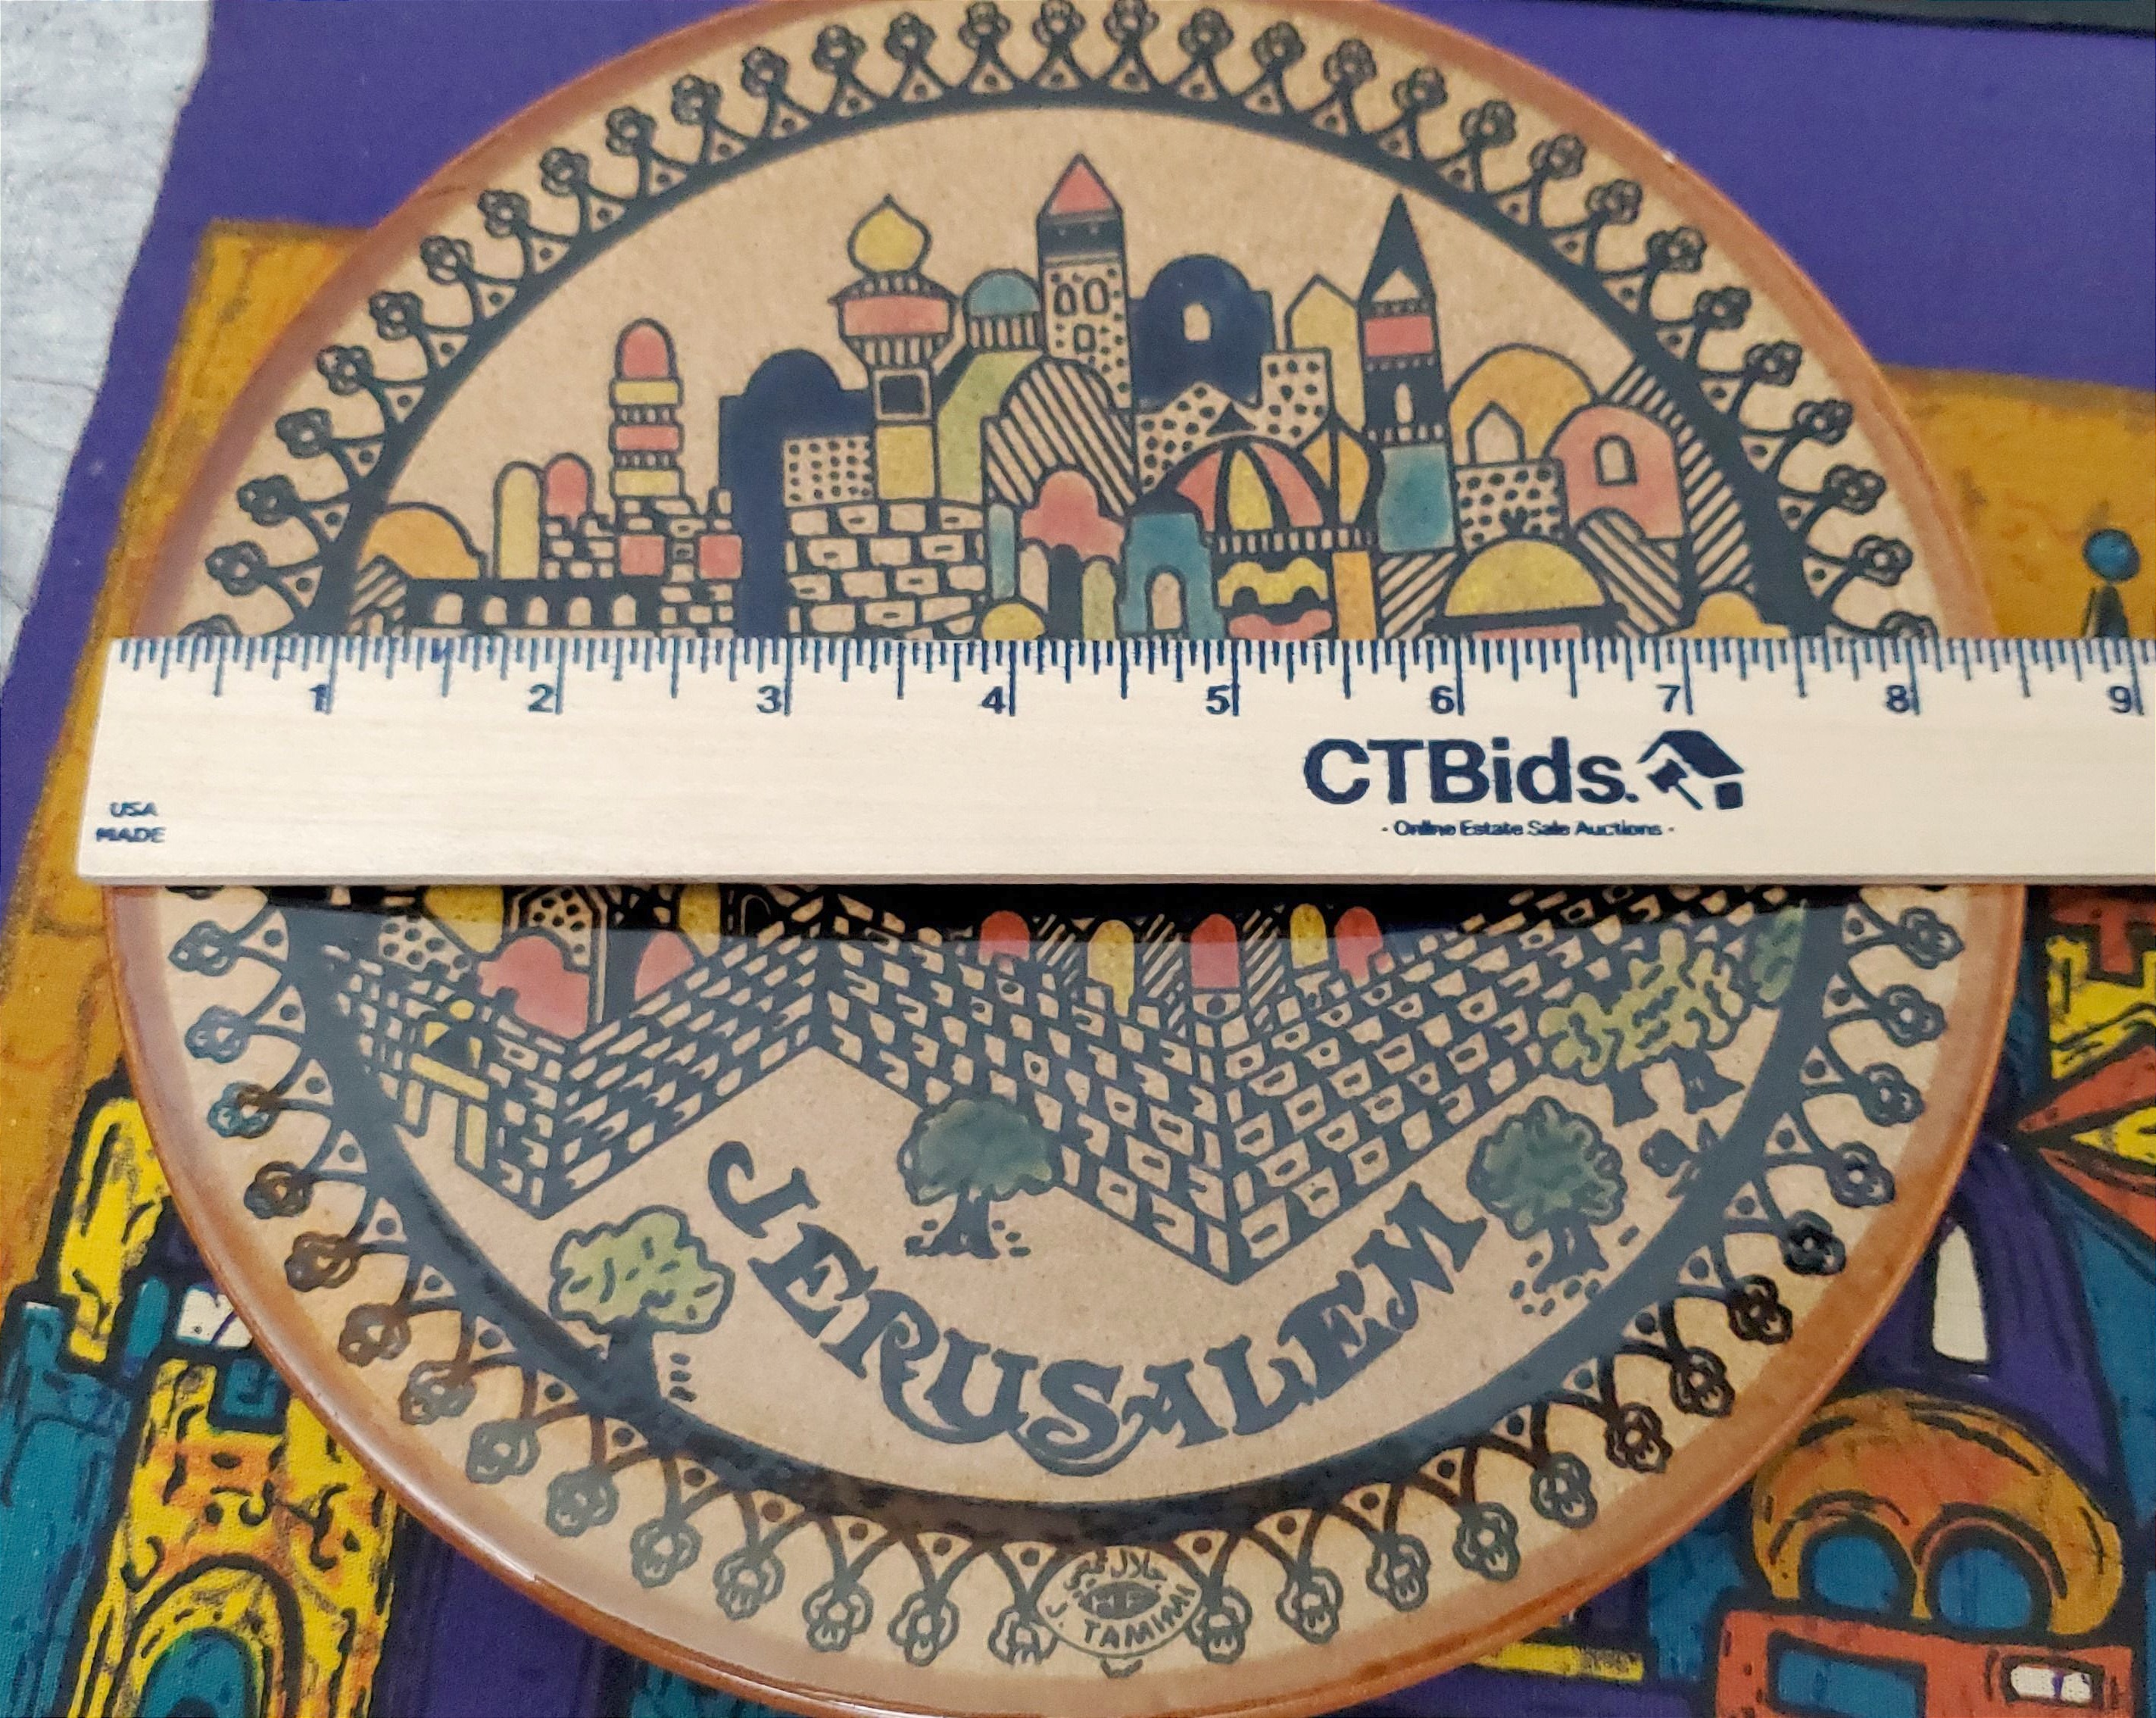 1 2 3 4 5 6 7 8 9
CTBids.
- Online Estate Sale Auctions -
USA
MADE
JERUSALEM
J. TAMIMI